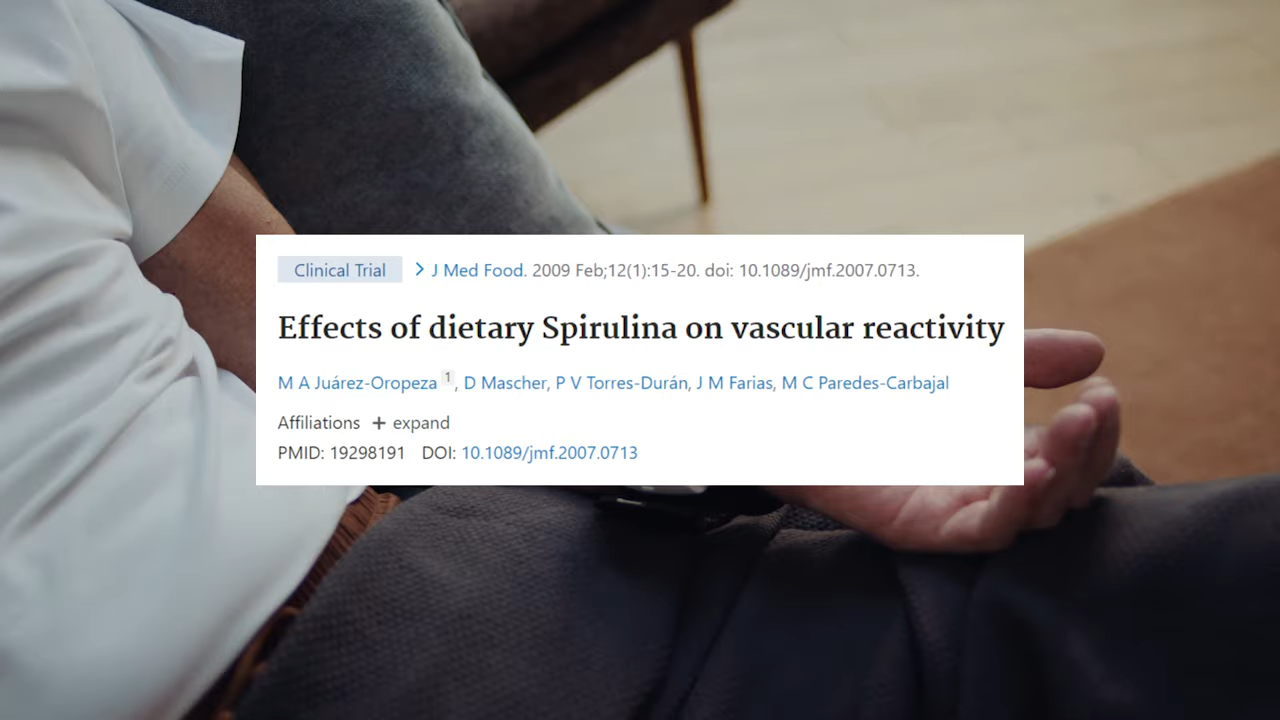 Clinical Trial > J Med Food. 2009 Feb;12(1):15-20. doi: 10.1089/jmf.2007.0713.
Effects of dietary Spirulina on vascular reactivity
M A Juárez-Oropeza 1, D Mascher, P V Torres-Durán, J M Farias, M C Paredes-Carbajal
Affiliations + expand
PMID: 19298191 DOI: 10.1089/jmf.2007.0713